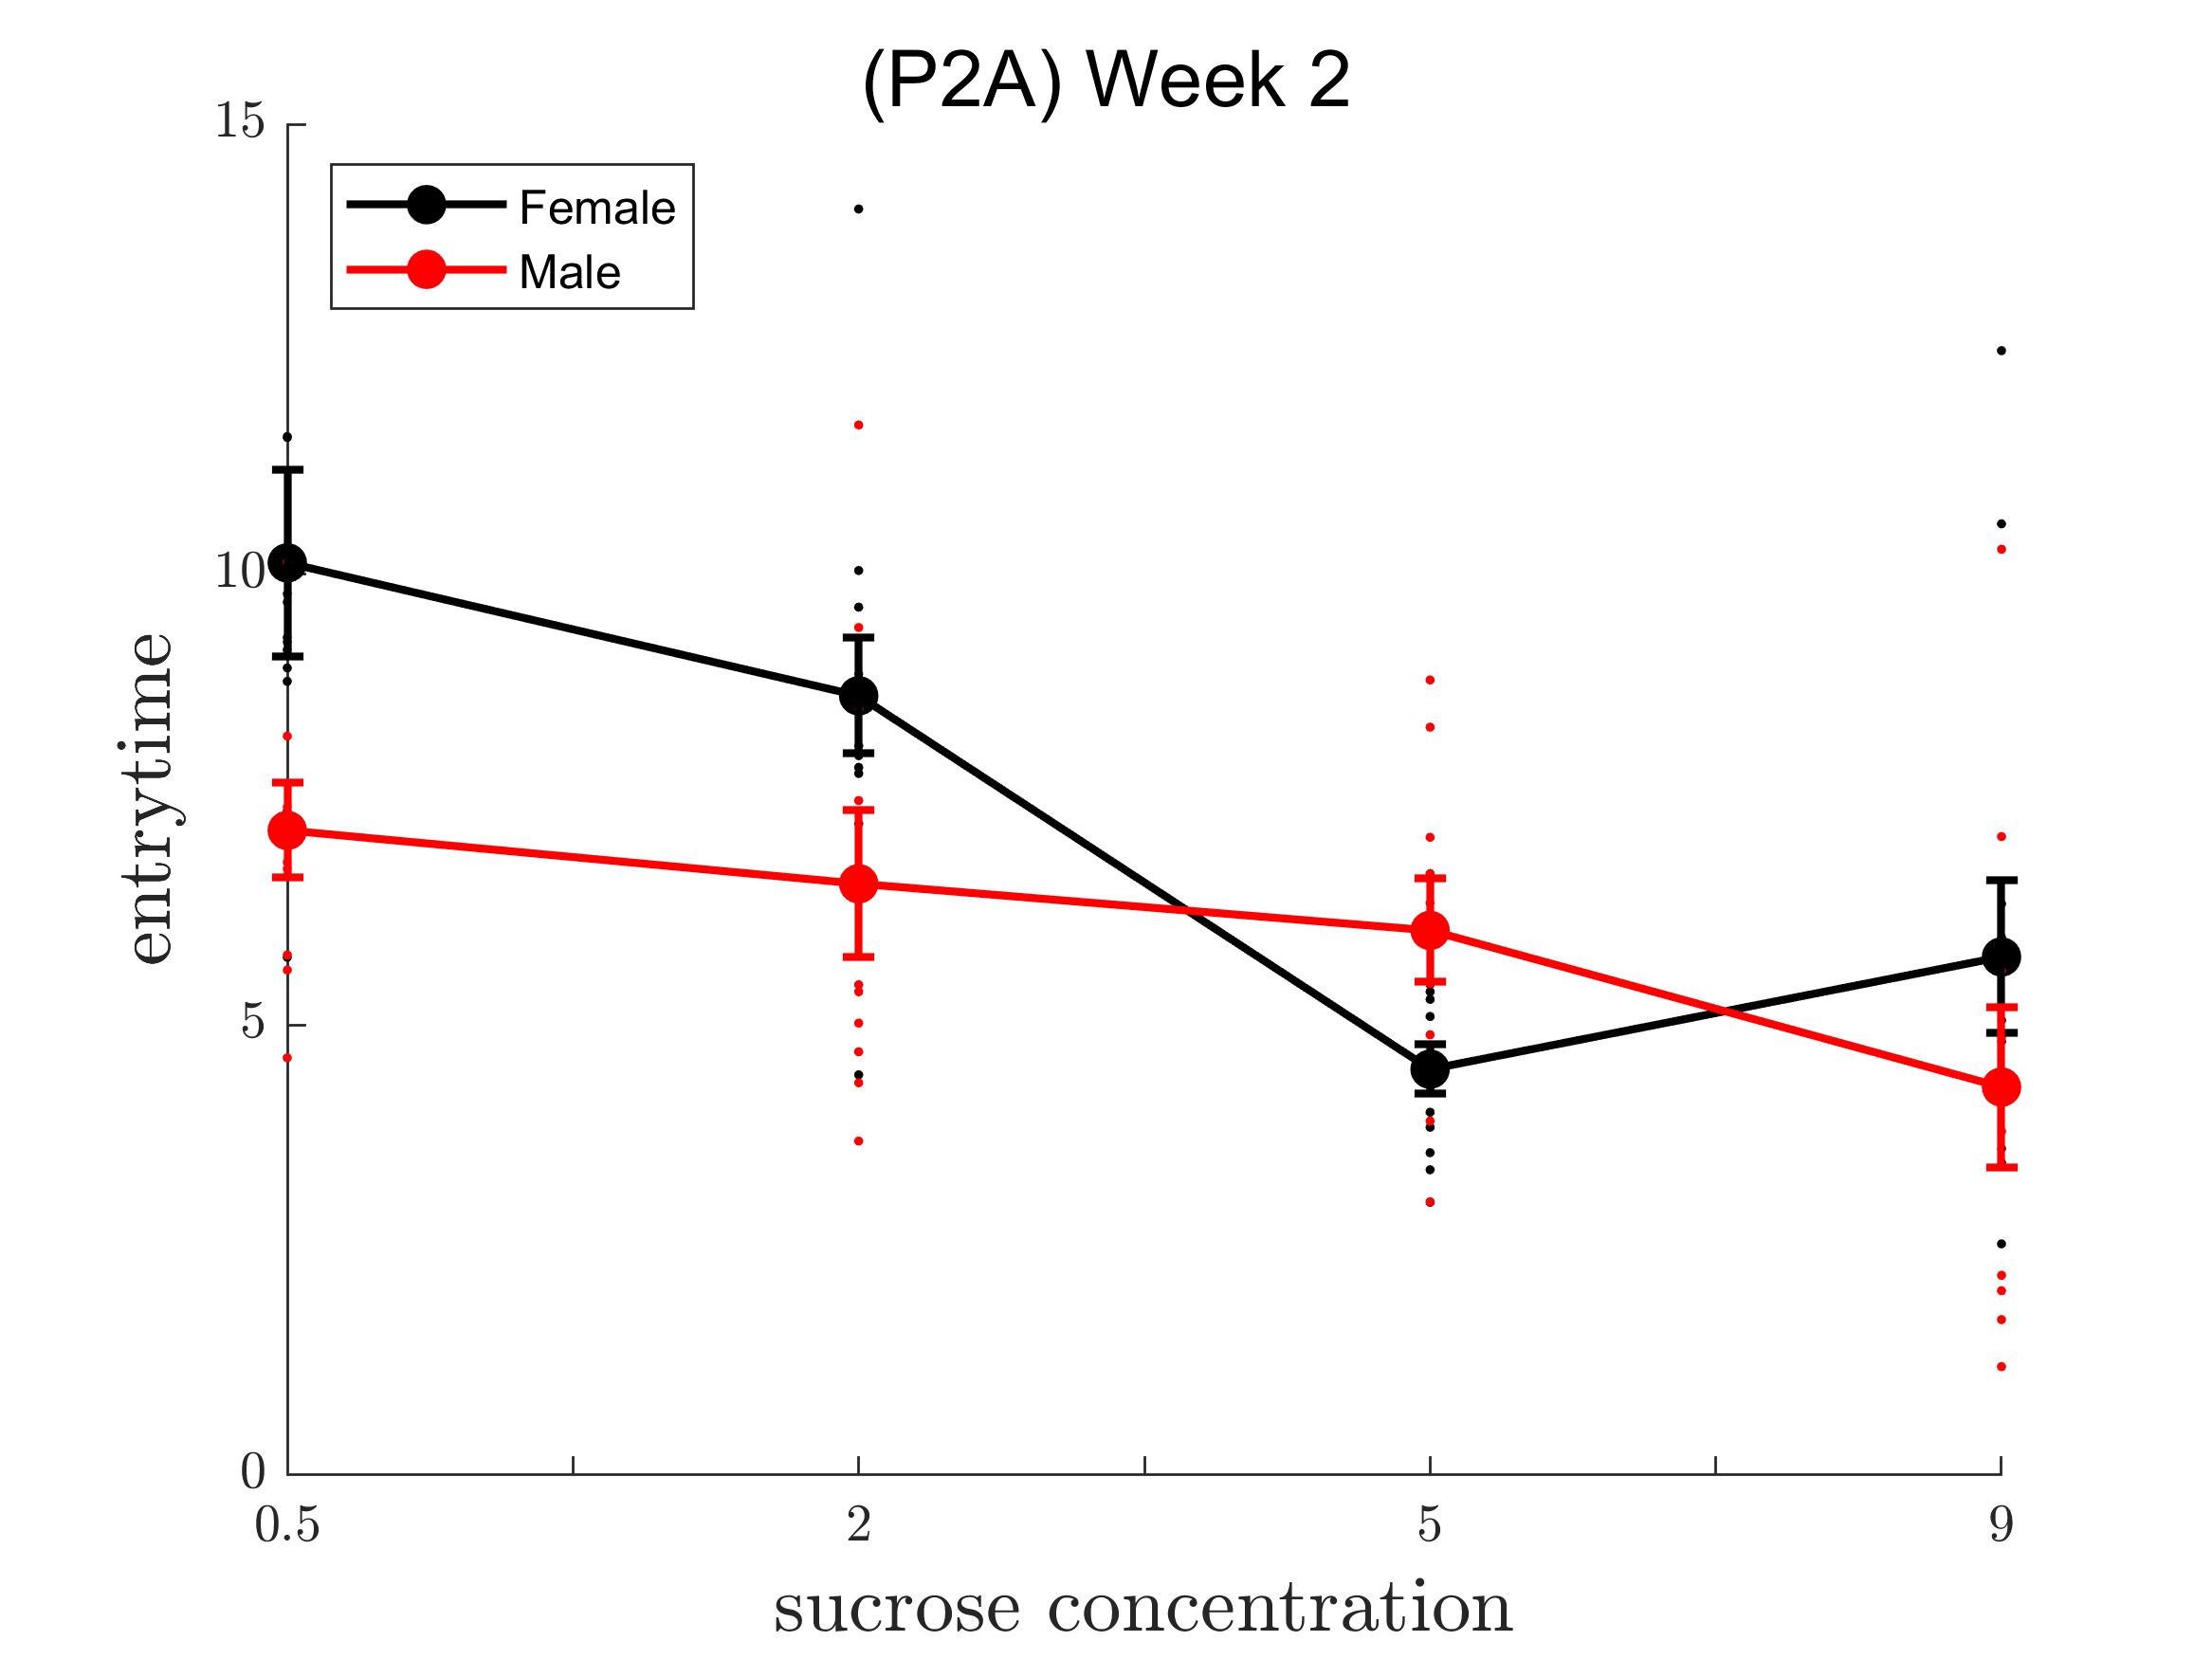 (P2A) Week 2
15
Female
Male
10
5
0
entrytime
0.5 2 5 9
sucrose concentration